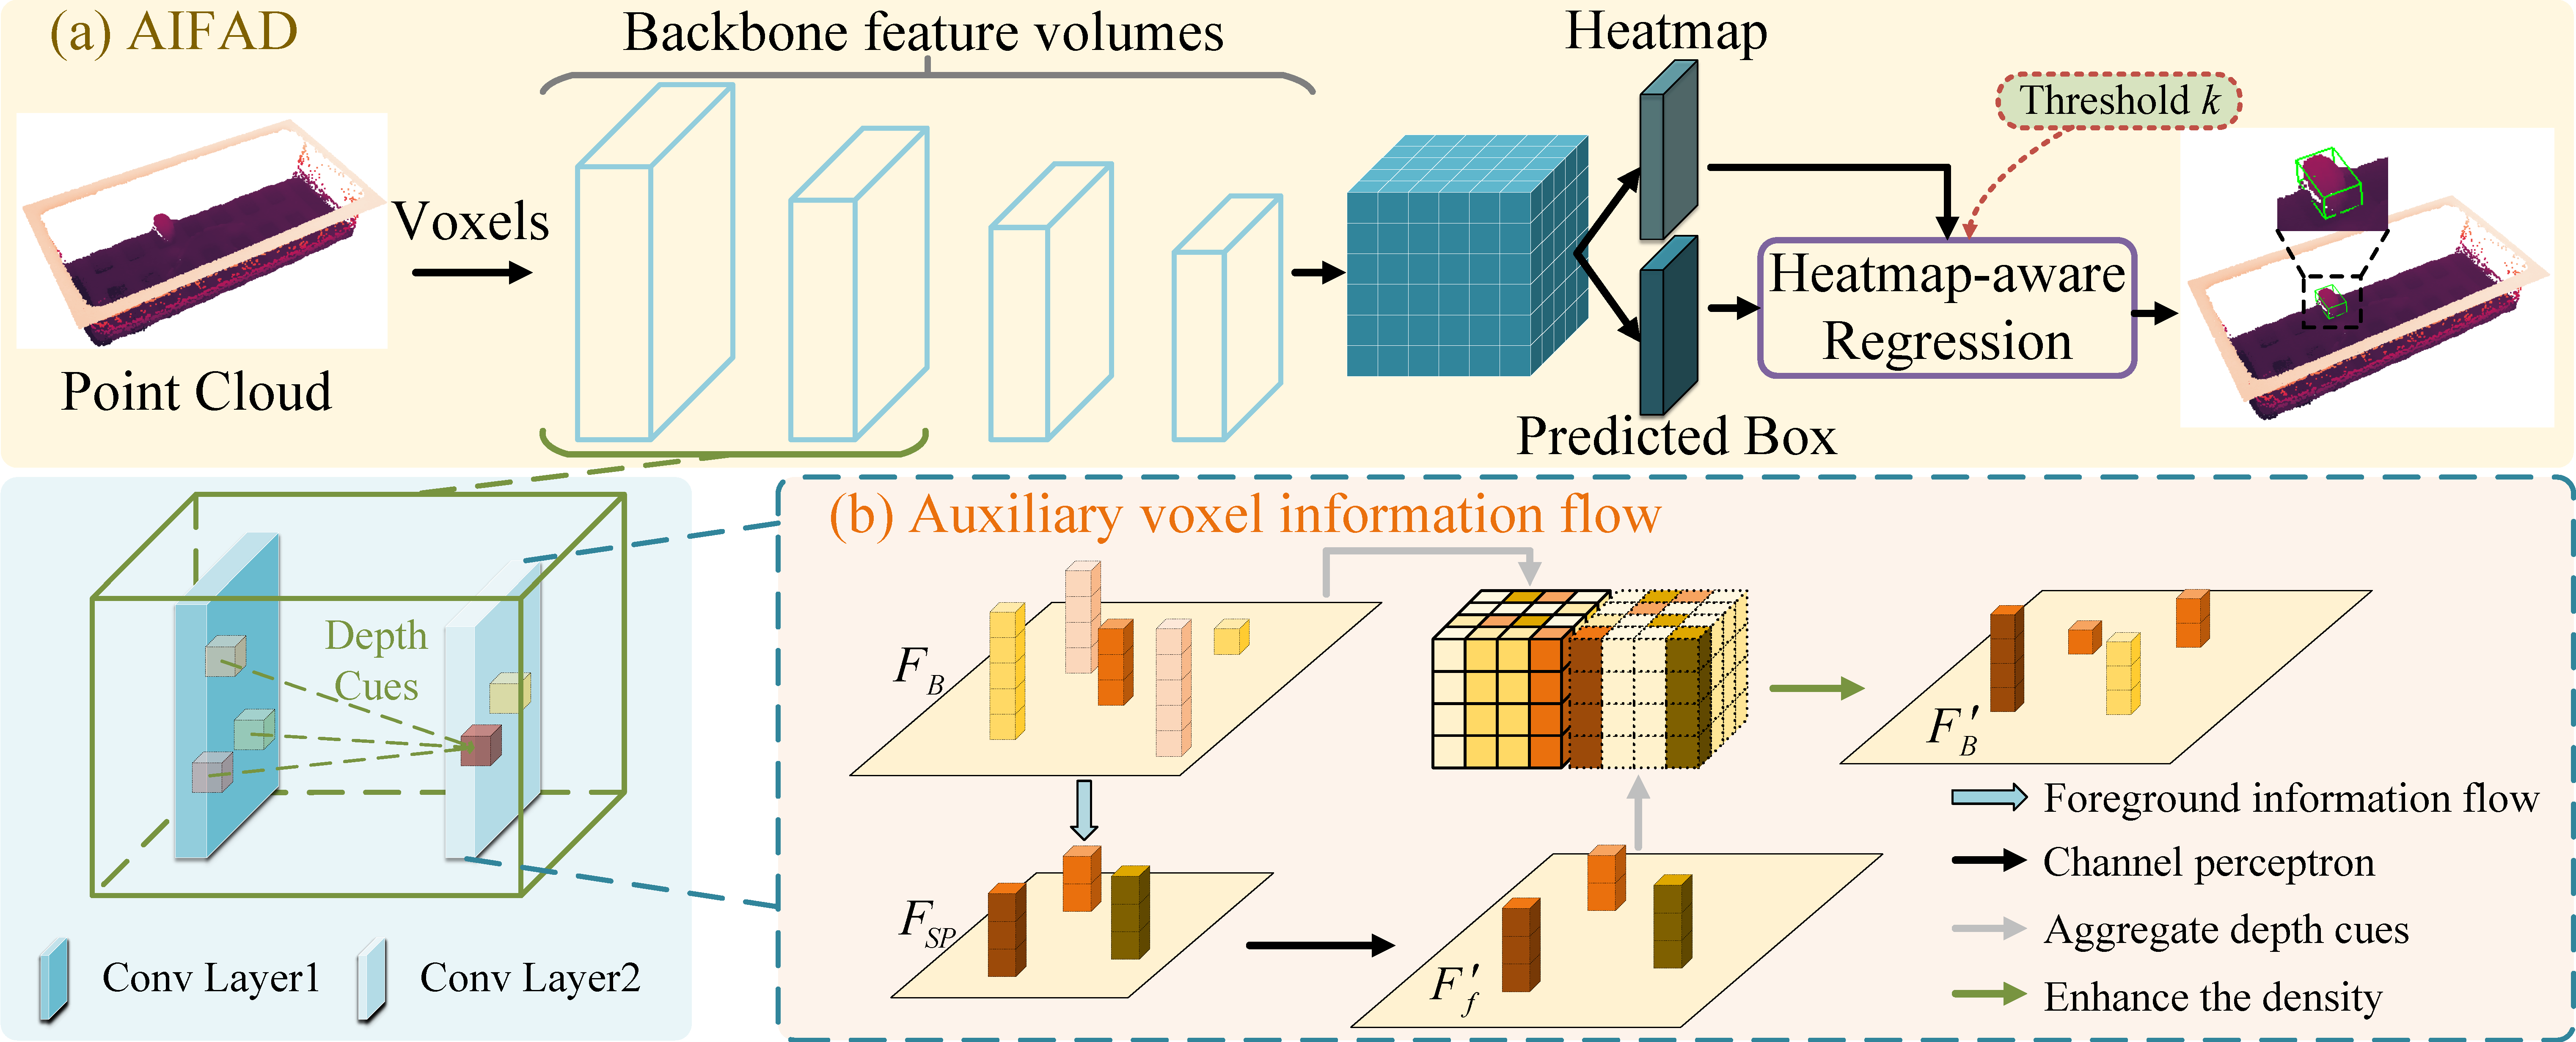 (a) AIFAD
Backbone feature volumes
Heatmap
Threshold k
Voxels
Point Cloud
Heatmap-aware
Regression
Predicted Box
Depth
Cues
Conv Layer1
Conv Layer2
(b) Auxiliary voxel information flow
F_B
F_SP
F'_f
F'_B
Foreground information flow
Channel perceptron
Aggregate depth cues
Enhance the density